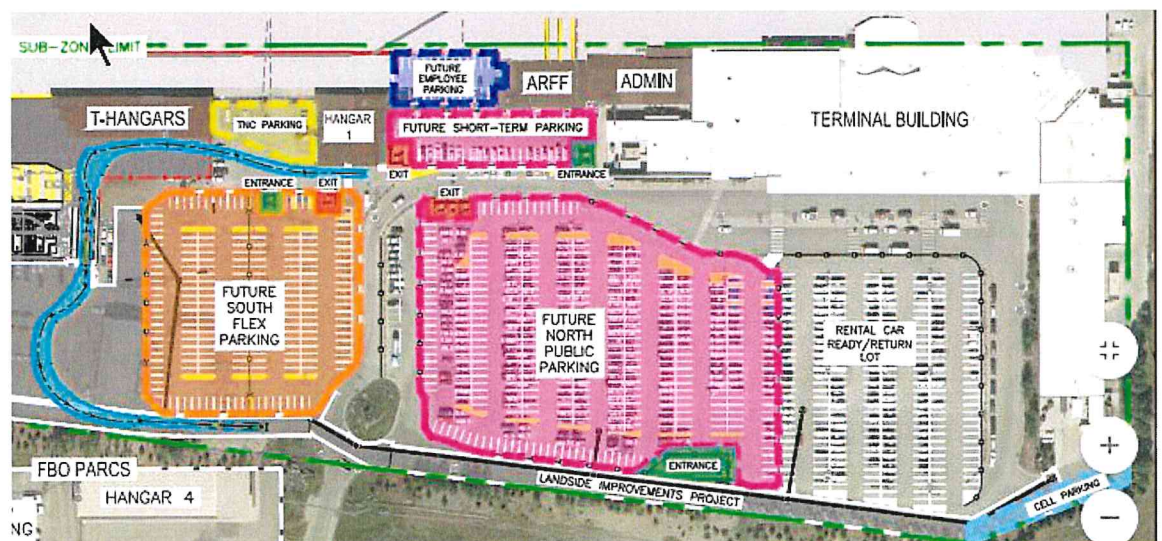 SUB-ZONE LIMIT
FUTURE
EMPLOYEE
PARKING
ARFF
ADMIN
T-HANGARS
TNC PARKING
HANGAR
1
FUTURE SHORT-TERM PARKING
TERMINAL BUILDING
EXIT
ENTRANCE
ENTRANCE
EXIT
EXIT
FUTURE
SOUTH
FLEX
PARKING
FUTURE
NORTH
PUBLIC
PARKING
RENTAL CAR
READY/RETURN
LOT
ENTRANCE
LANDSIDE IMPROVEMENTS PROJECT
CELL PARKING
FBO PARCS
HANGAR 4
NG